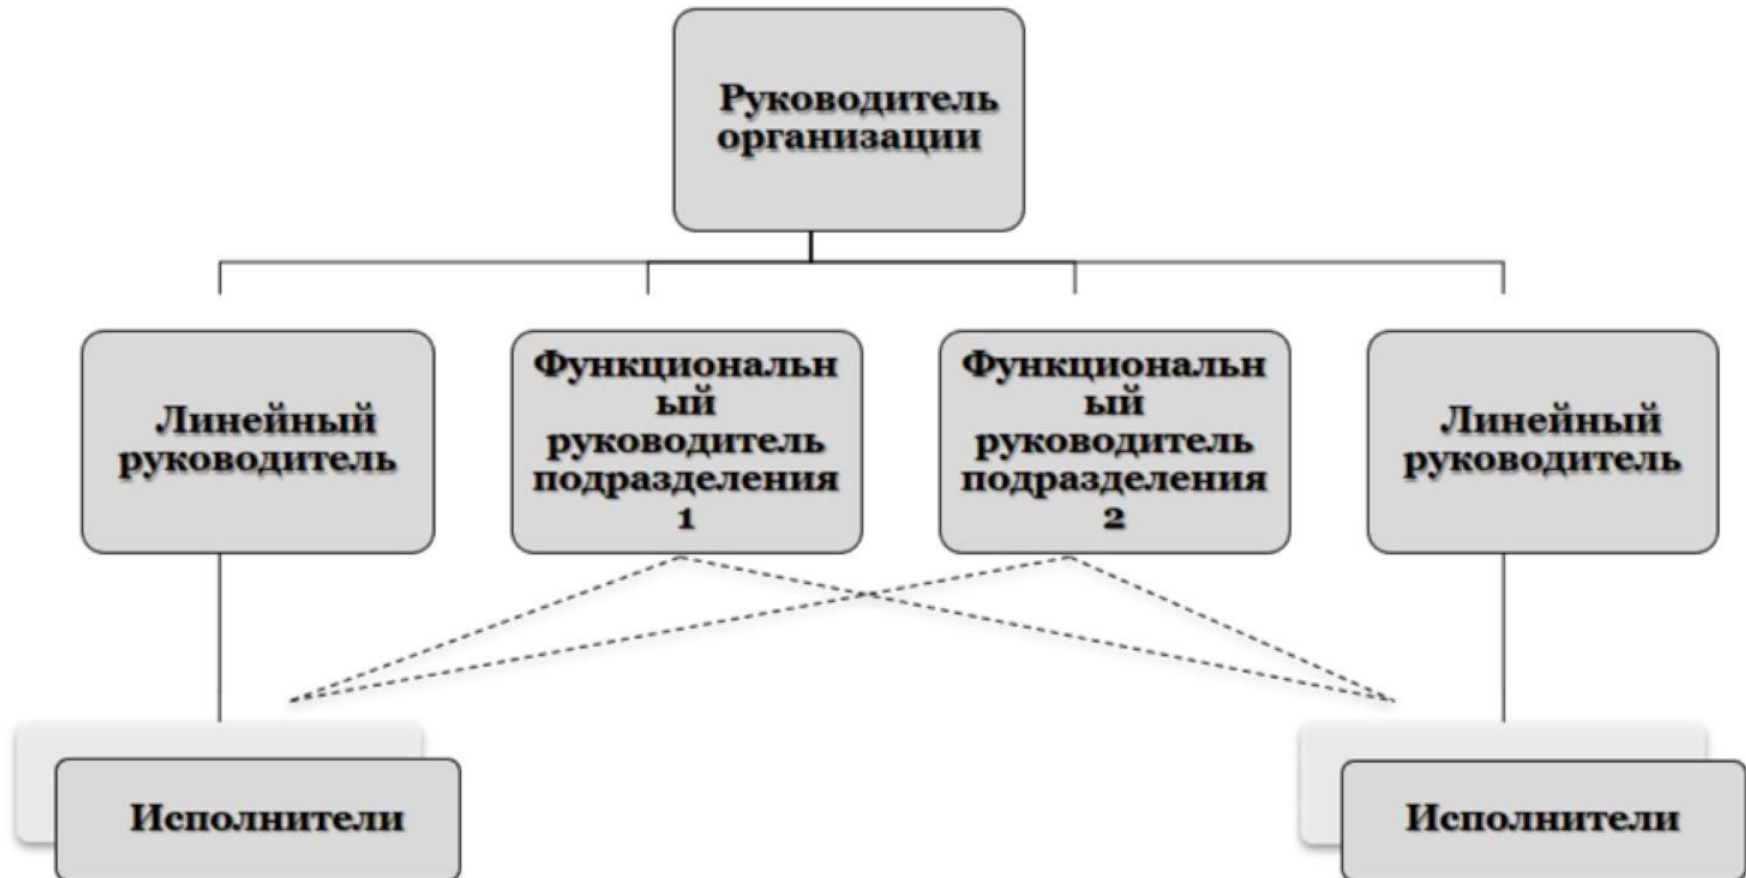 Руководитель
организации
Линейный
руководитель
Функциональн
ый
руководитель
подразделения
1
Функциональн
ый
руководитель
подразделения
2
Линейный
руководитель
Исполнители
Исполнители